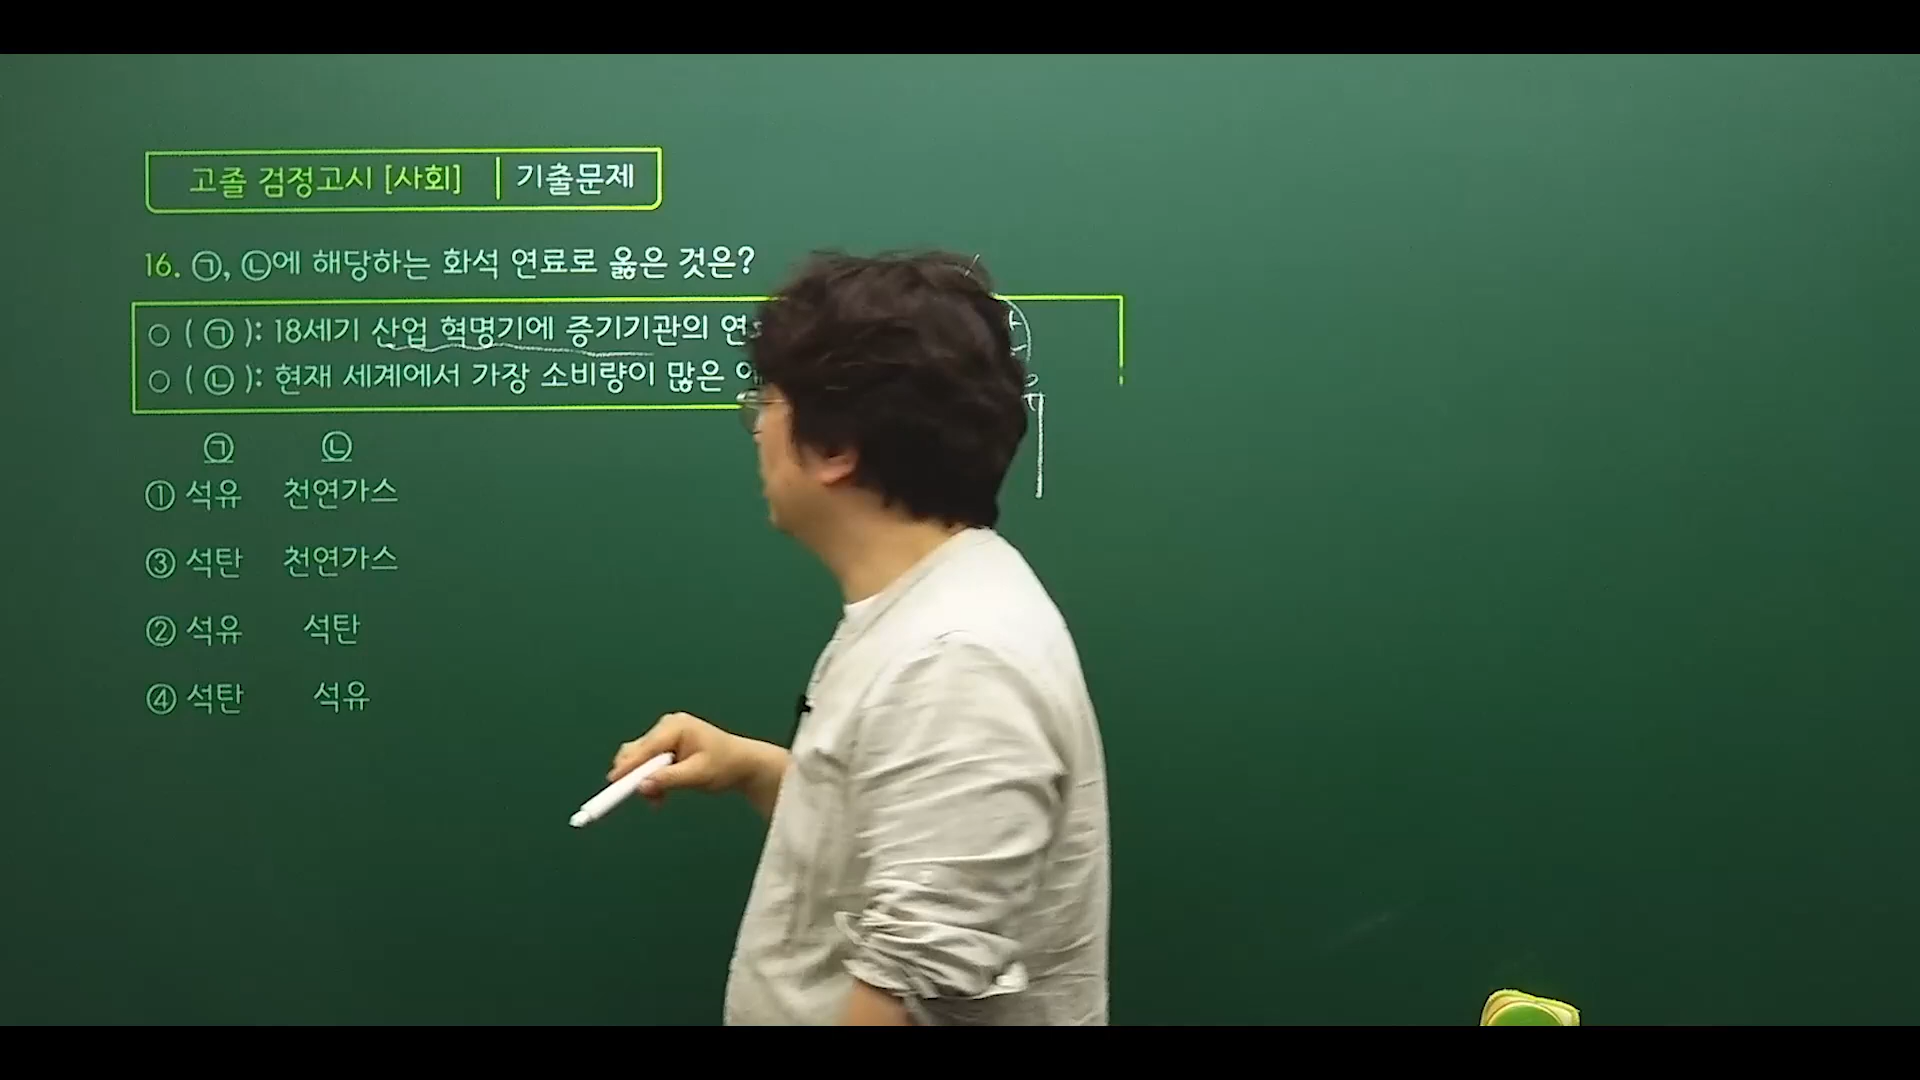 고졸 검정고시 [사회] 기출문제
16. ㉠, ㉡에 해당하는 화석 연료로 옳은 것은?
○ ( ㉠ ): 18세기 산업 혁명기에 증기기관의
○ ( ㉡ ): 현재 세계에서 가장 소비량이 많은
㉠ ㉡
① 석유 천연가스
③ 석탄 천연가스
② 석유 석탄
④ 석탄 석유